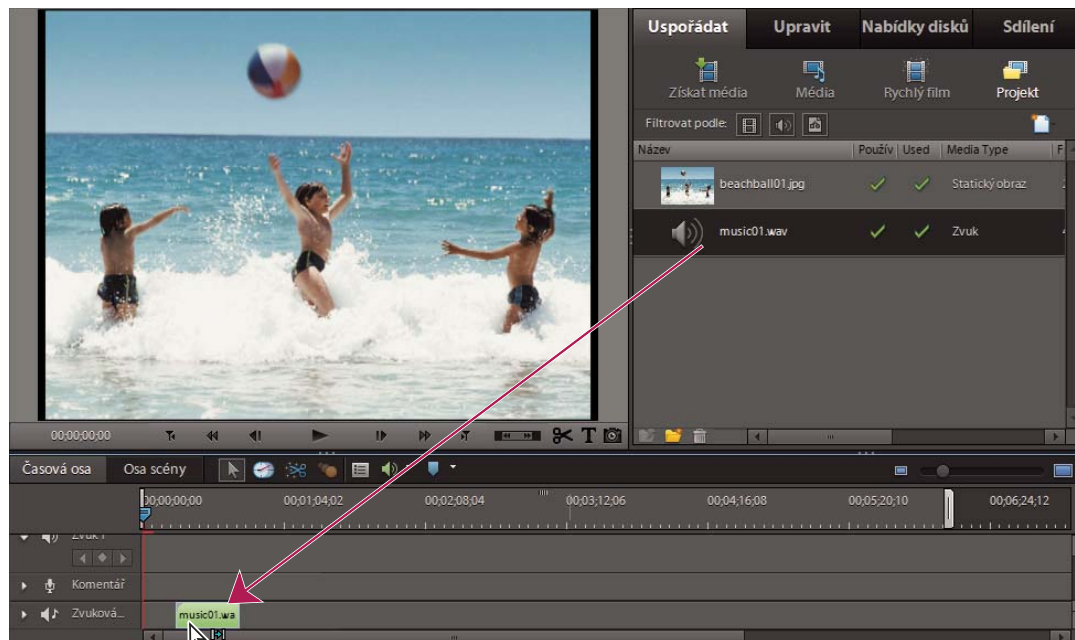 Uspořádat Upravit Nabídky disků Sdílení
Získat média Média Rychlý film Projekt
Filtrovat podle:
Název Použív Used Media Type F
beachball01.jpg Statický obraz
music01.wav Zvuk
00;00;00;00
T
Časová osa Osa scény
00;00;00;00 00;01;04;02 00;02;08;04 00;03;12;06 00;04;16;08 00;05;20;10 00;06;24;12
Zvuk 1
Komentář
Zvuková...
music01.wa